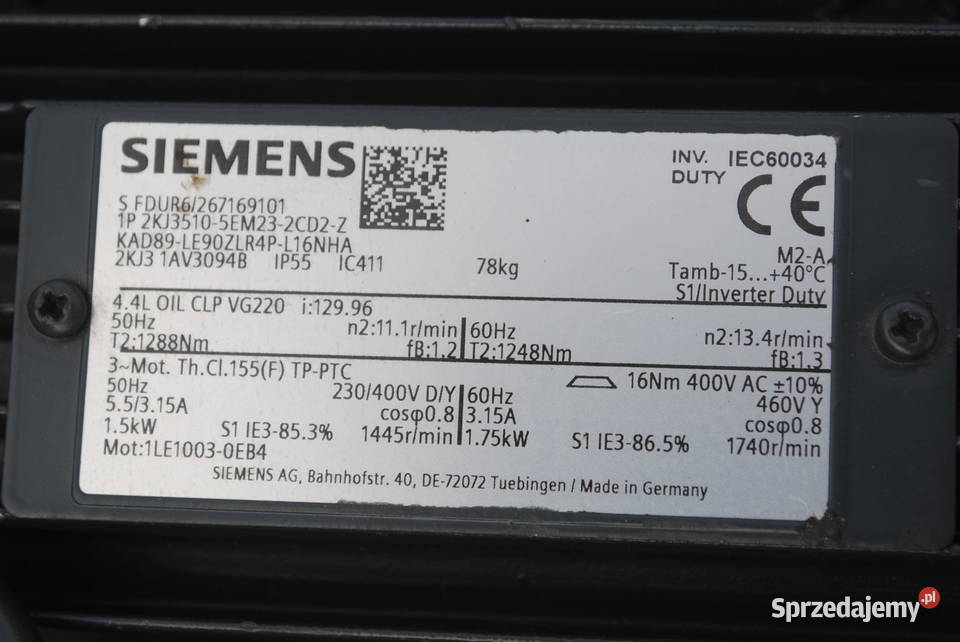 SIEMENS
INV. IEC60034
DUTY
CE
S FDUR6/267169101
1P 2KJ3510-5EM23-2CD2-Z
KAD89-LE90ZLR4P-L16NHA
2KJ3 1AV3094B IP55 IC411 78kg
M2-A
Tamb-15...+40°C
S1/Inverter Duty
4.4L OIL CLP VG220 i:129.96
50Hz n2:11.1r/min 60Hz n2:13.4r/min
T2:1288Nm fB:1.2 T2:1248Nm fB:1.3
3~Mot. Th.Cl.155(F) TP-PTC 16Nm 400V AC ±10%
50Hz 230/400V D/Y 60Hz 460V Y
5.5/3.15A cosφ0.8 3.15A cosφ0.8
1.5kW S1 IE3-85.3% 1445r/min 1.75kW S1 IE3-86.5% 1740r/min
Mot:1LE1003-0EB4
SIEMENS AG, Bahnhofstr. 40, DE-72072 Tuebingen / Made in Germany
Sprzedajemy.pl